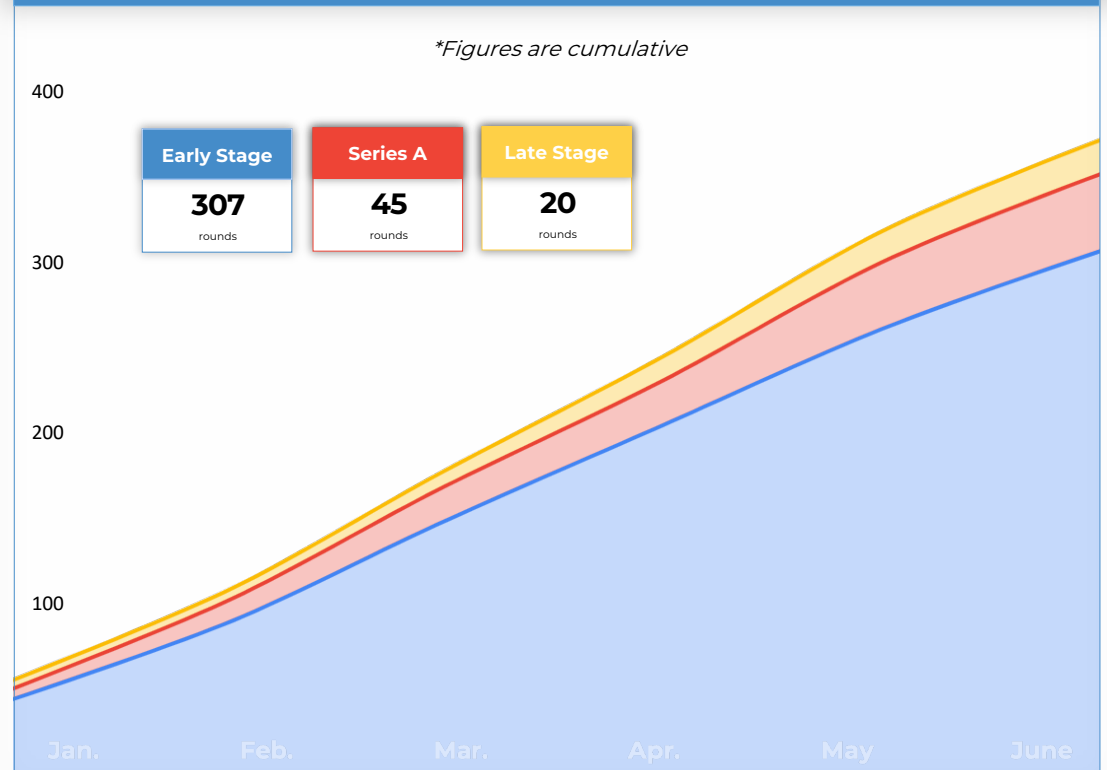 *Figures are cumulative
400
Early Stage
307
rounds
Series A
45
rounds
Late Stage
20
rounds
300
200
100
Jan. Feb. Mar. Apr. May June